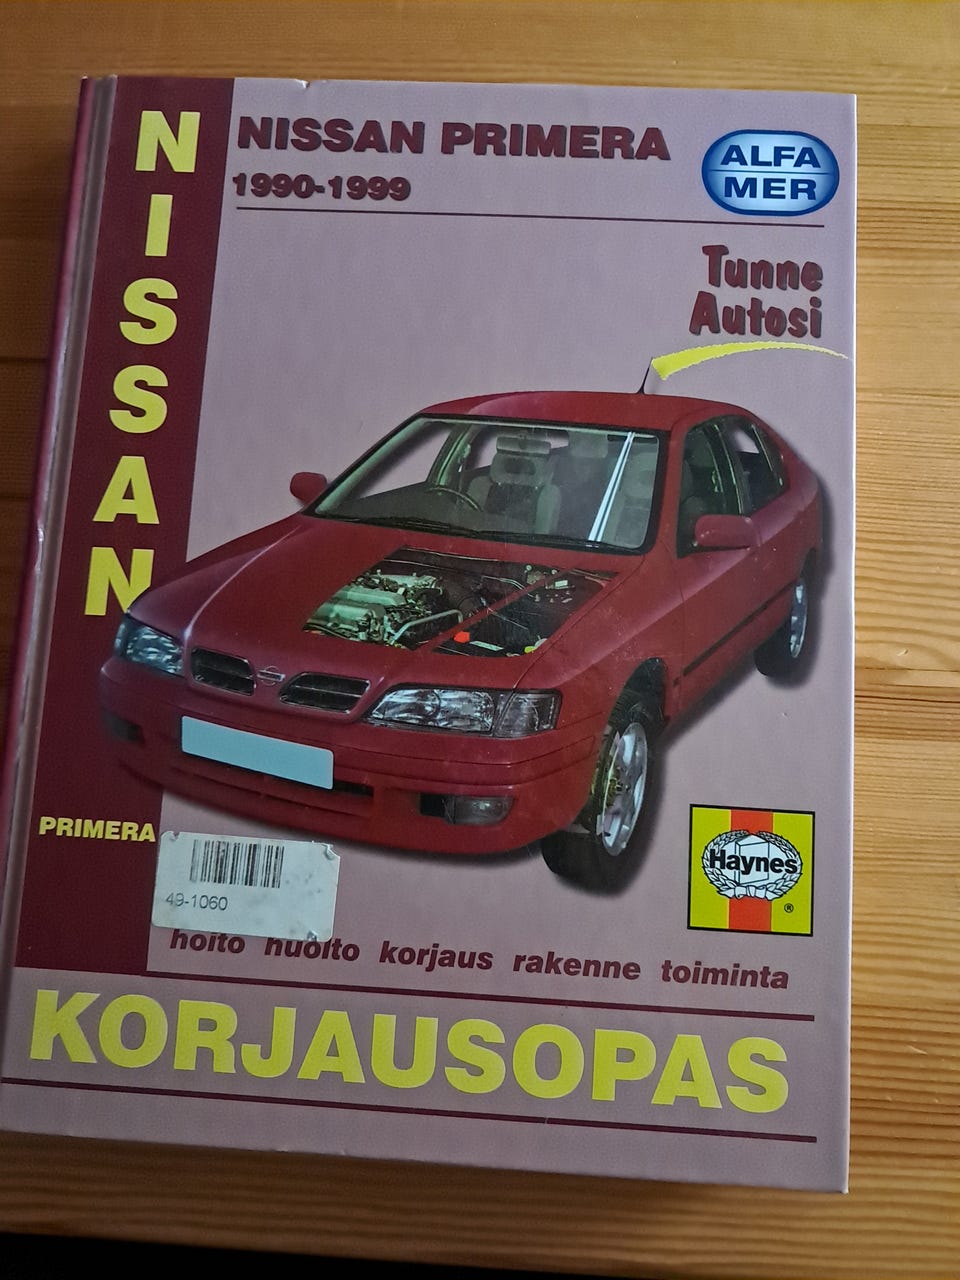 NISSAN
NISSAN PRIMERA
1990-1999
ALFA
MER
Tunne
Autosi
PRIMERA
49-1060
Haynes
®
hoito huolto korjaus rakenne toiminta
KORJAUSOPAS